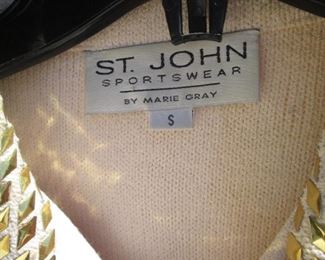 ST. JOHN
SPORTSWEAR
BY MARIE GRAY
S